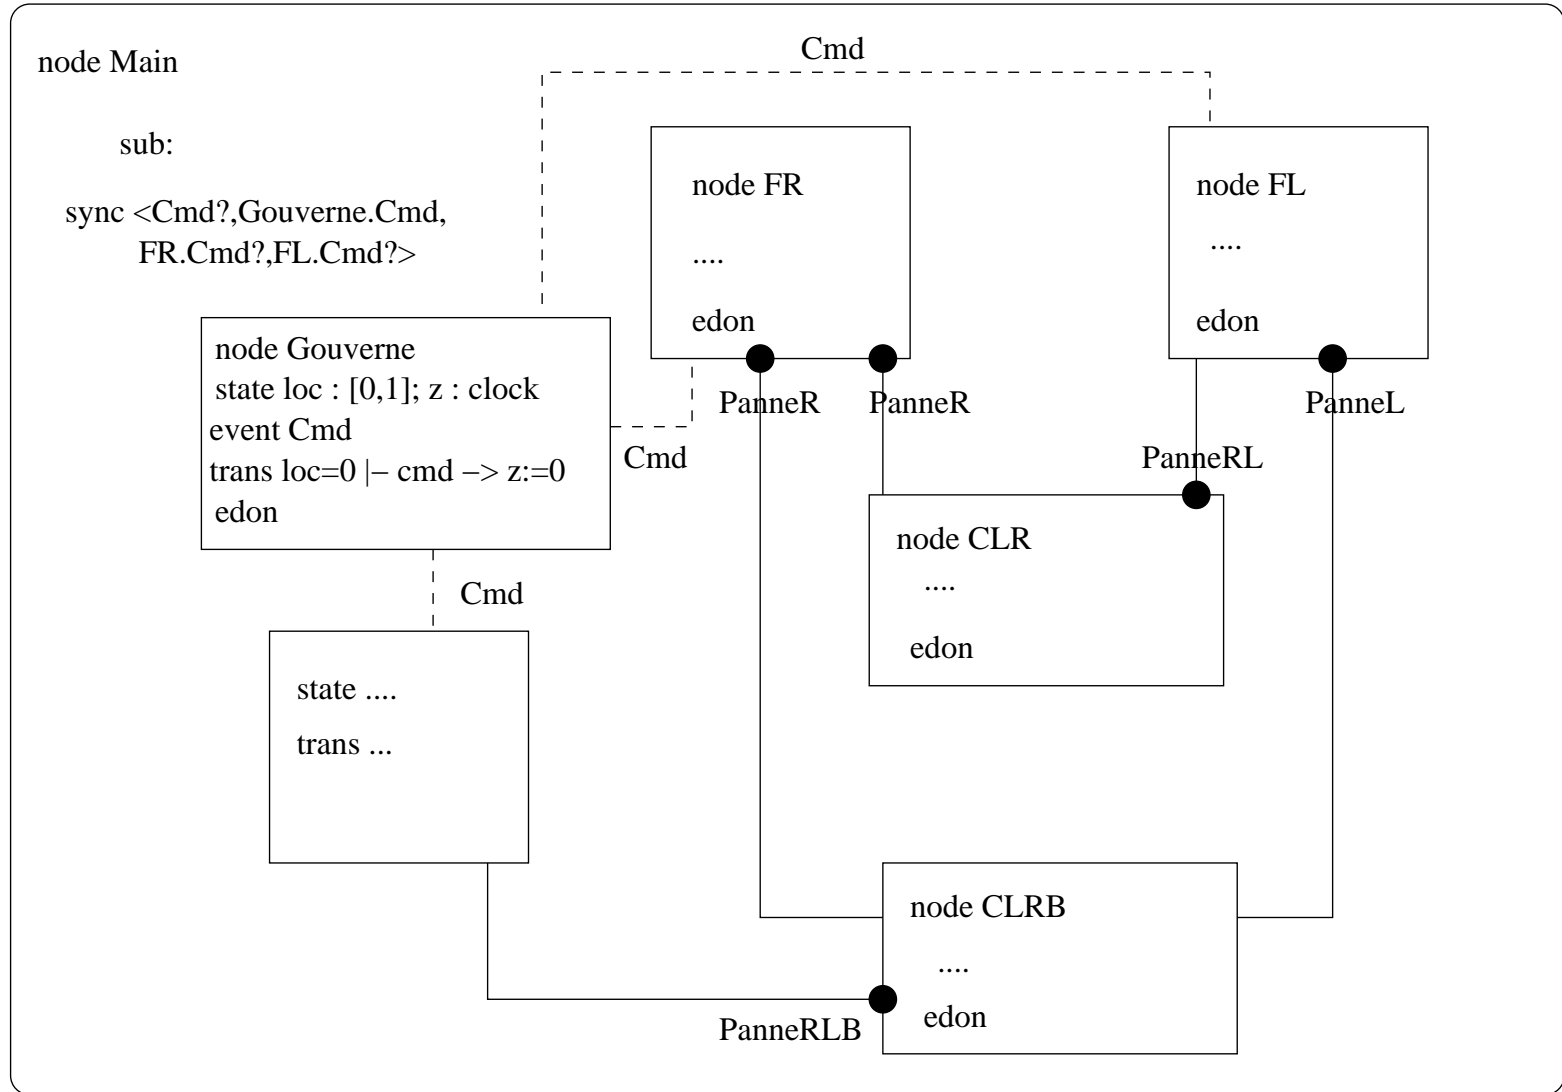 Cmd
node Main
sub:
sync <Cmd?,Gouverne.Cmd,
FR.Cmd?,FL.Cmd?>
node FR
....
edon
node FL
....
edon
node Gouverne
state loc : [0,1]; z : clock
event Cmd
trans loc=0 |− cmd −> z:=0
edon
PanneR
PanneR
PanneL
Cmd
PanneRL
node CLR
....
edon
Cmd
state ....
trans ...
node CLRB
....
edon
PanneRLB